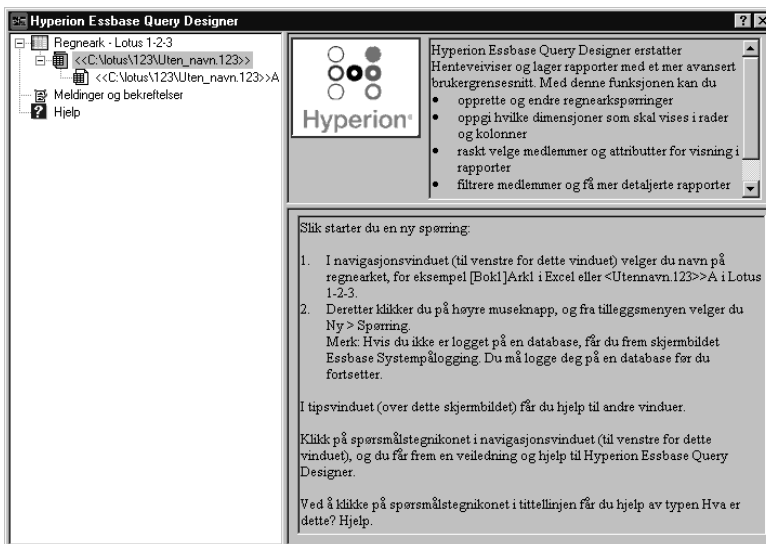 Hyperion Essbase Query Designer
Regneark - Lotus 1-2-3
<<C:\lotus\123\Uten_navn.123>>
<<C:\lotus\123\Uten_navn.123>>A
Meldinger og bekreftelser
Hjelp
Hyperion
Hyperion Essbase Query Designer erstatter
Henteveiviser og lager rapporter med et mer avansert
brukergrensesnitt. Med denne funksjonen kan du
• opprette og endre regnearkspørringer
• oppgi hvilke dimensjoner som skal vises i rader
og kolonner
• raskt velge medlemmer og attributter for visning i
rapporter
• filtrere medlemmer og få mer detaljerte rapporter
Slik starter du en ny spørring:
1. I navigasjonsvinduet (til venstre for dette vinduet) velger du navn på
regnearket, for eksempel [Bok1]Ark1 i Excel eller <Utennavn.123>>A i Lotus
1-2-3.
2. Deretter klikker du på høyre museknapp, og fra tilleggsmenyen velger du
Ny > Spørring.
Merk: Hvis du ikke er logget på en database, får du frem skjermbildet
Essbase Systempålogging. Du må logge deg på en database før du
fortsetter.
I tipsvinduet (over dette skjermbildet) får du hjelp til andre vinduer.
Klikk på spørsmålstegnikonet i navigasjonsvinduet (til venstre for dette
vinduet), og du får frem en veiledning og hjelp til Hyperion Essbase Query
Designer.
Ved å klikke på spørsmålstegnikonet i tittellinjen får du hjelp av typen Hva er
dette? Hjelp.